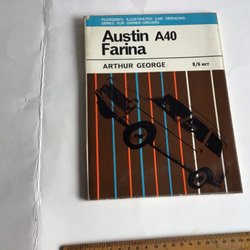 PEARSON'S ILLUSTRATED CAR SERVICING
SERIES FOR OWNER DRIVERS
Austin A40
Farina
ARTHUR GEORGE 8/6 NET